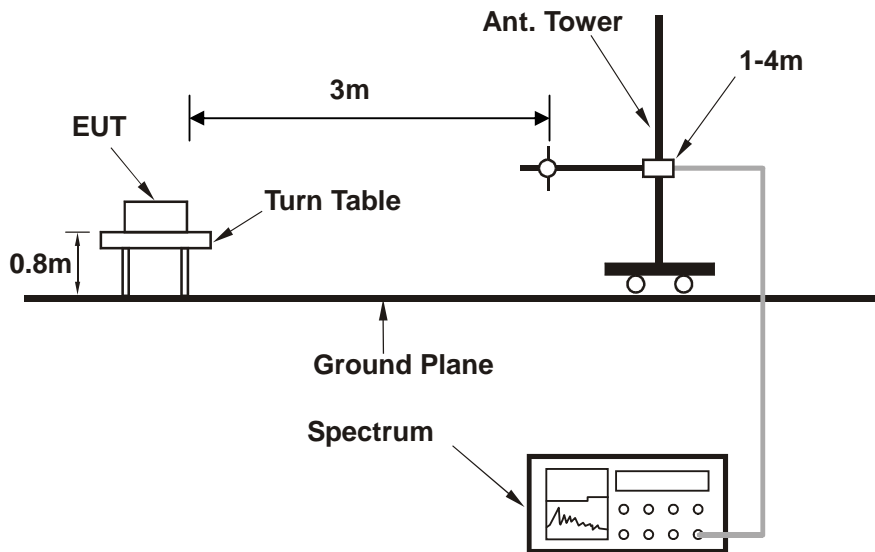 Ant. Tower
1-4m
3m
EUT
Turn Table
0.8m
Ground Plane
Spectrum